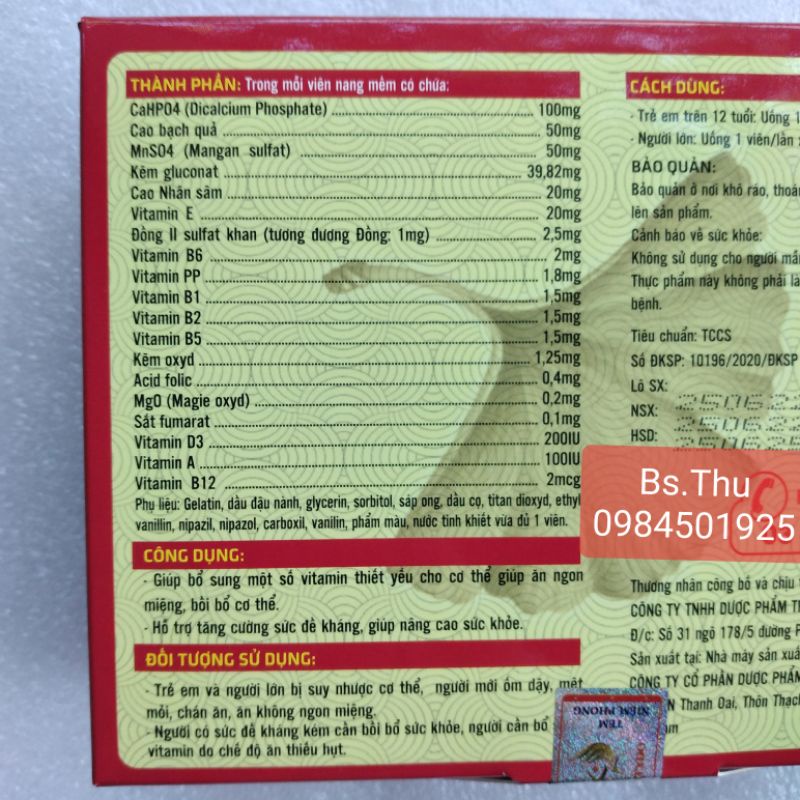 THÀNH PHẦN: Trong mỗi viên nang mềm có chứa:
CaHPO4 (Dicalcium Phosphate) 100mg
Cao bạch quả 50mg
MnSO4 (Mangan sulfat) 50mg
Kẽm gluconat 39,82mg
Cao Nhân sâm 20mg
Vitamin E 20mg
Đồng II sulfat khan (tương đương Đồng: 1mg) 2,5mg
Vitamin B6 2mg
Vitamin PP 1,8mg
Vitamin B1 1,5mg
Vitamin B2 1,5mg
Vitamin B5 1,5mg
Kẽm oxyd 1,25mg
Acid folic 0,4mg
MgO (Magie oxyd) 0,2mg
Sắt fumarat 0,1mg
Vitamin D3 200IU
Vitamin A 100IU
Vitamin B12 2mcg
Phụ liệu: Gelatin, dầu đậu nành, glycerin, sorbitol, sáp ong, dầu cọ, titan dioxyd, ethyl
vanillin, nipazil, nipazol, carboxil, vanilin, phẩm màu, nước tinh khiết vừa đủ 1 viên.
CÔNG DỤNG:
- Giúp bổ sung một số vitamin thiết yếu cho cơ thể giúp ăn ngon
miệng, bồi bổ cơ thể.
- Hỗ trợ tăng cường sức đề kháng, giúp nâng cao sức khỏe.
ĐỐI TƯỢNG SỬ DỤNG:
- Trẻ em và người lớn bị suy nhược cơ thể, người mới ốm dậy, mệt
mỏi, chán ăn, ăn không ngon miệng.
- Người có sức đề kháng kém cần bồi bổ sức khỏe, người cần bổ
vitamin do chế độ ăn thiếu hụt.
CÁCH DÙNG:
- Trẻ em trên 12 tuổi: Uống 1
- Người lớn: Uống 1 viên/lần
BẢO QUẢN:
Bảo quản ở nơi khô ráo, thoá
lên sản phẩm.
Cảnh báo về sức khỏe:
Không sử dụng cho người mẫ
Thực phẩm này không phải là
bệnh.
Tiêu chuẩn: TCCS
Số ĐKSP: 10196/2020/ĐKSP
Lô SX: 250622
NSX: 250622
HSD: 250625
Bs.Thu
0984501925
Thương nhân công bố và chịu
CÔNG TY TNHH DƯỢC PHẨM
Đ/c: Số 31 ngõ 178/5 đường
Sản xuất tại: Nhà máy sản xuấ
CÔNG TY CỔ PHẦN DƯỢC PHẨM
N Thanh Oai, Thôn Thạch
om
TEM
NIÊM PHONG